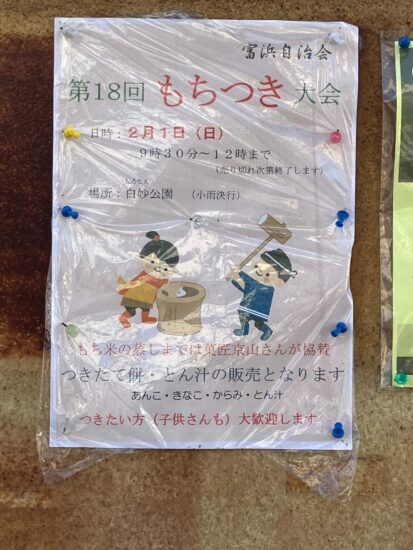 富浜自治会
第18回 もちつき 大会
日時：２月１日（日）
９時３０分～１２時まで
（売り切れ次第終了します）
しろたえ
場所：白妙公園 （小雨決行）
もち米の蒸しまでは菓匠京山さんが協賛
つきたて餅・とん汁の販売となります
あんこ・きなこ・からみ・とん汁
つきたい方（子供さんも）大歓迎します